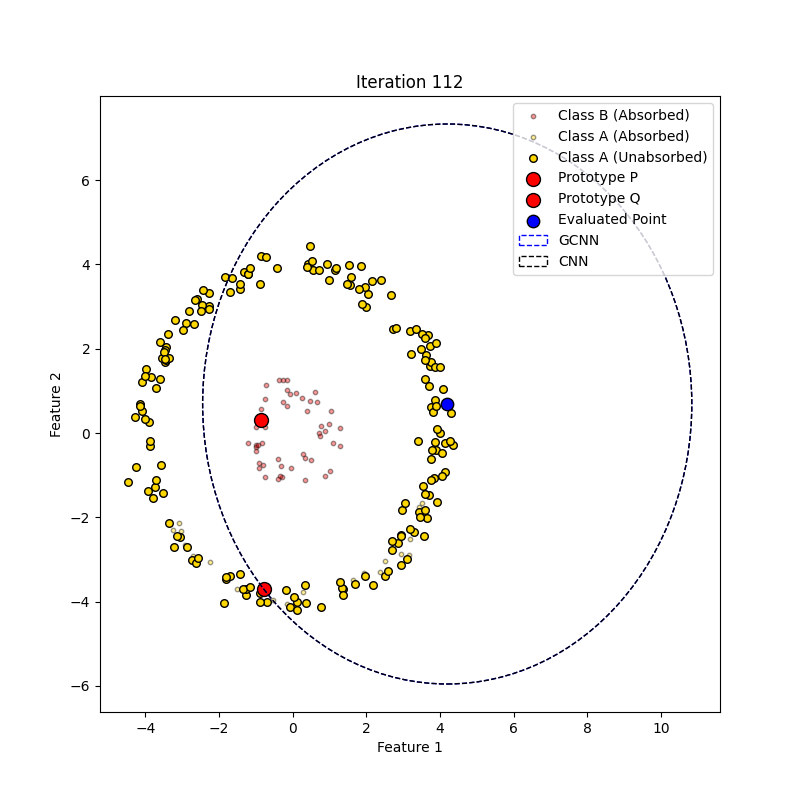 Iteration 112
Class B (Absorbed)
Class A (Absorbed)
Class A (Unabsorbed)
Prototype P
Prototype Q
Evaluated Point
GCNN
CNN
6
4
2
0
−2
−4
−6
Feature 2
−4
−2
0
2
4
6
8
10
Feature 1